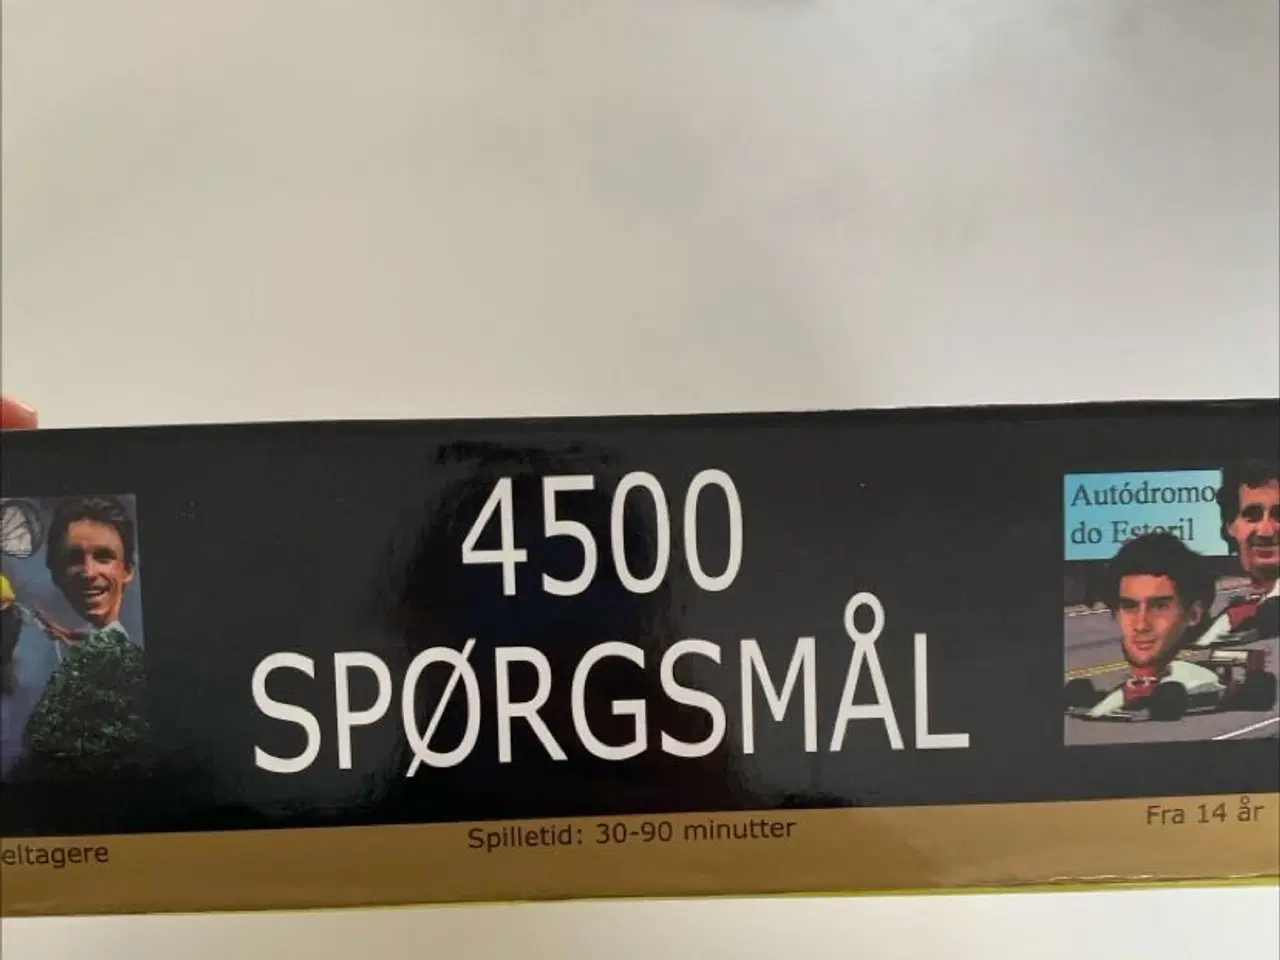 4500
SPØRGSMÅL
Autódromo
do Estoril
eltagere
Spilletid: 30-90 minutter
Fra 14 år